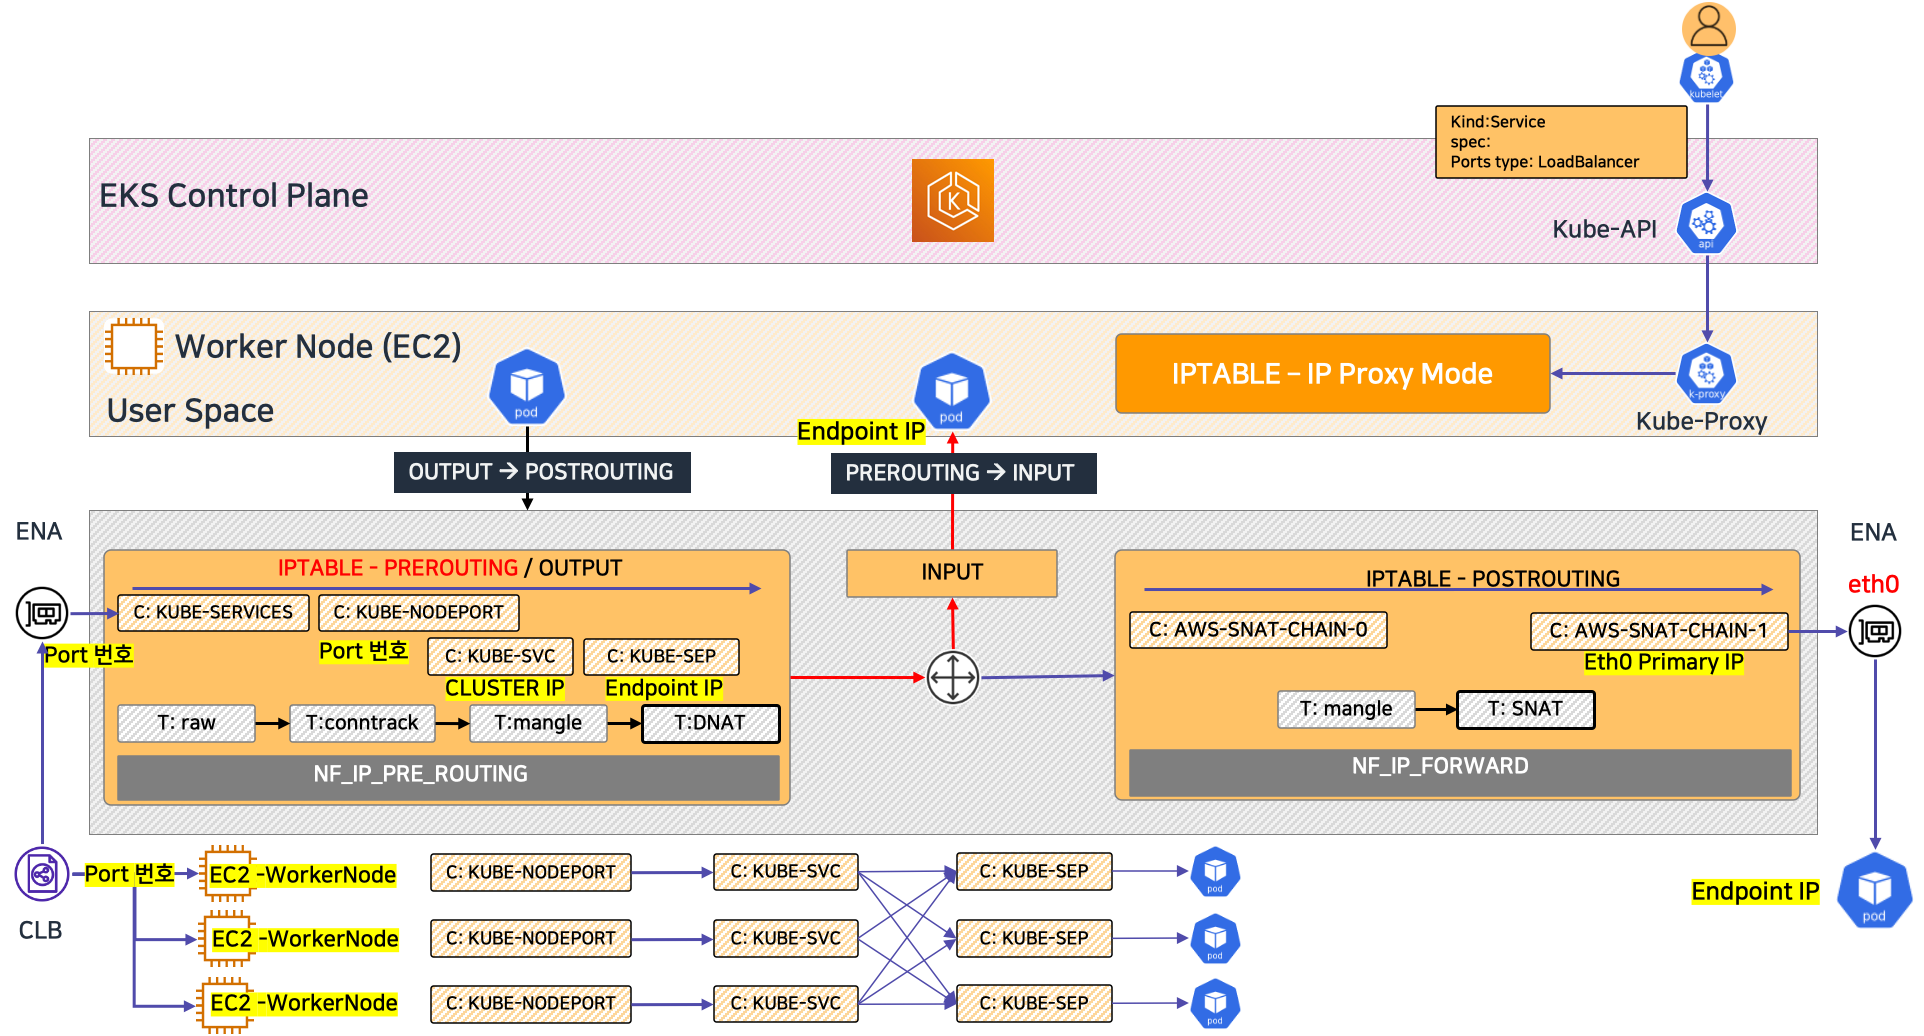 kubelet
Kind:Service
spec:
Ports type: LoadBalancer
EKS Control Plane
K
Kube-API
api
Worker Node (EC2)
User Space
pod
pod
Endpoint IP
IPTABLE – IP Proxy Mode
k-proxy
Kube-Proxy
OUTPUT → POSTROUTING
PREROUTING → INPUT
ENA
ENA
eth0
IPTABLE - PREROUTING / OUTPUT
C: KUBE-SERVICES
C: KUBE-NODEPORT
Port 번호
Port 번호
C: KUBE-SVC
C: KUBE-SEP
CLUSTER IP
Endpoint IP
T: raw
T:conntrack
T:mangle
T:DNAT
NF_IP_PRE_ROUTING
INPUT
IPTABLE - POSTROUTING
C: AWS-SNAT-CHAIN-0
C: AWS-SNAT-CHAIN-1
Eth0 Primary IP
T: mangle
T: SNAT
NF_IP_FORWARD
CLB
Port 번호
EC2 -WorkerNode
C: KUBE-NODEPORT
C: KUBE-SVC
C: KUBE-SEP
pod
EC2 -WorkerNode
C: KUBE-NODEPORT
C: KUBE-SVC
C: KUBE-SEP
pod
EC2 -WorkerNode
C: KUBE-NODEPORT
C: KUBE-SVC
C: KUBE-SEP
pod
Endpoint IP
pod